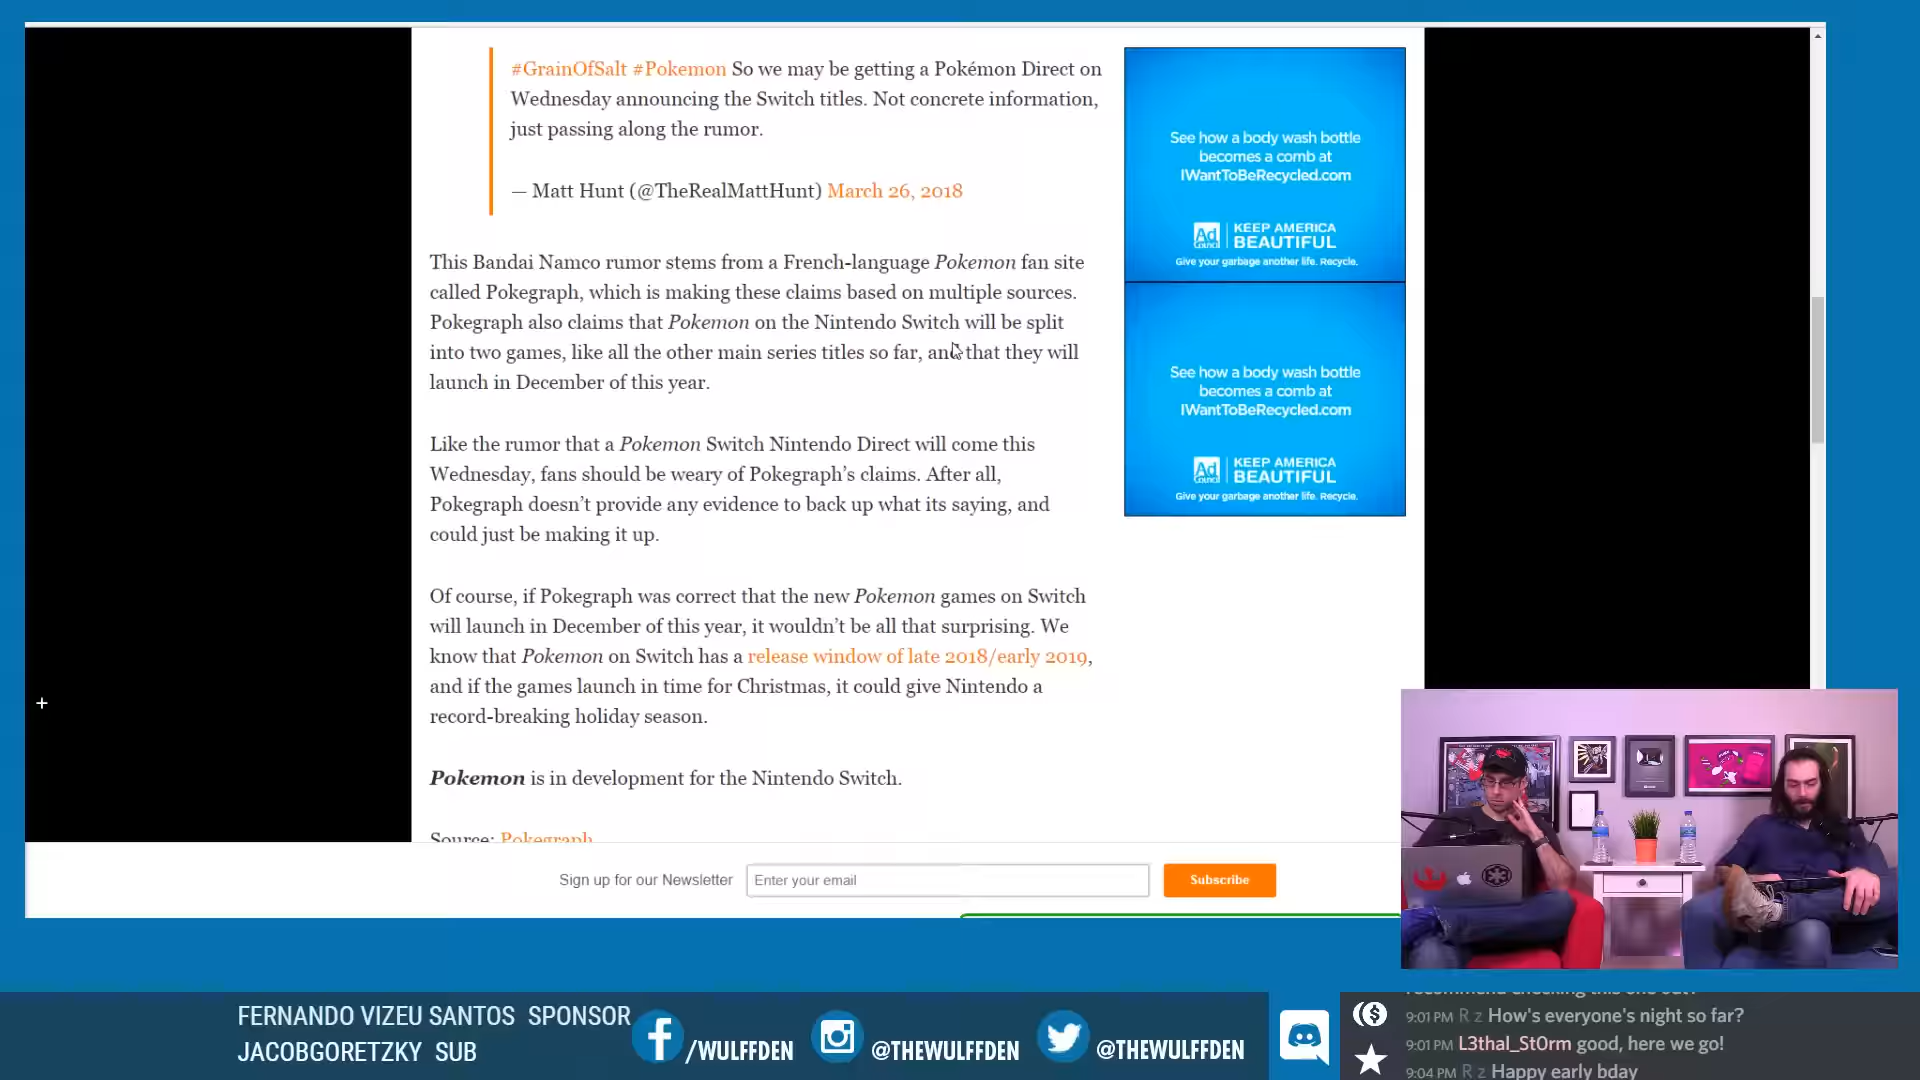 #GrainOfSalt #Pokemon So we may be getting a Pokémon Direct on
Wednesday announcing the Switch titles. Not concrete information,
just passing along the rumor.
— Matt Hunt (@TheRealMattHunt) March 26, 2018
This Bandai Namco rumor stems from a French-language Pokemon fan site
called Pokegraph, which is making these claims based on multiple sources.
Pokegraph also claims that Pokemon on the Nintendo Switch will be split
into two games, like all the other main series titles so far, and that they will
launch in December of this year.
Like the rumor that a Pokemon Switch Nintendo Direct will come this
Wednesday, fans should be weary of Pokegraph's claims. After all,
Pokegraph doesn't provide any evidence to back up what its saying, and
could just be making it up.
Of course, if Pokegraph was correct that the new Pokemon games on Switch
will launch in December of this year, it wouldn't be all that surprising. We
know that Pokemon on Switch has a release window of late 2018/early 2019,
and if the games launch in time for Christmas, it could give Nintendo a
record-breaking holiday season.
Pokemon is in development for the Nintendo Switch.
Source: Pokegraph
See how a body wash bottle
becomes a comb at
IWantToBeRecycled.com
Ad Council KEEP AMERICA
BEAUTIFUL
Give your garbage another life. Recycle.
See how a body wash bottle
becomes a comb at
IWantToBeRecycled.com
Ad Council KEEP AMERICA
BEAUTIFUL
Give your garbage another life. Recycle.
Sign up for our Newsletter
Enter your email
Subscribe
FERNANDO VIZEU SANTOS SPONSOR
JACOBGORETZKY SUB
/WULFFDEN
@THEWULFFDEN
@THEWULFFDEN
recommend checking this one out?
9:01 PM R z How's everyone's night so far?
9:01 PM L3thal_St0rm good, here we go!
9:04 PM R z Happy early bday